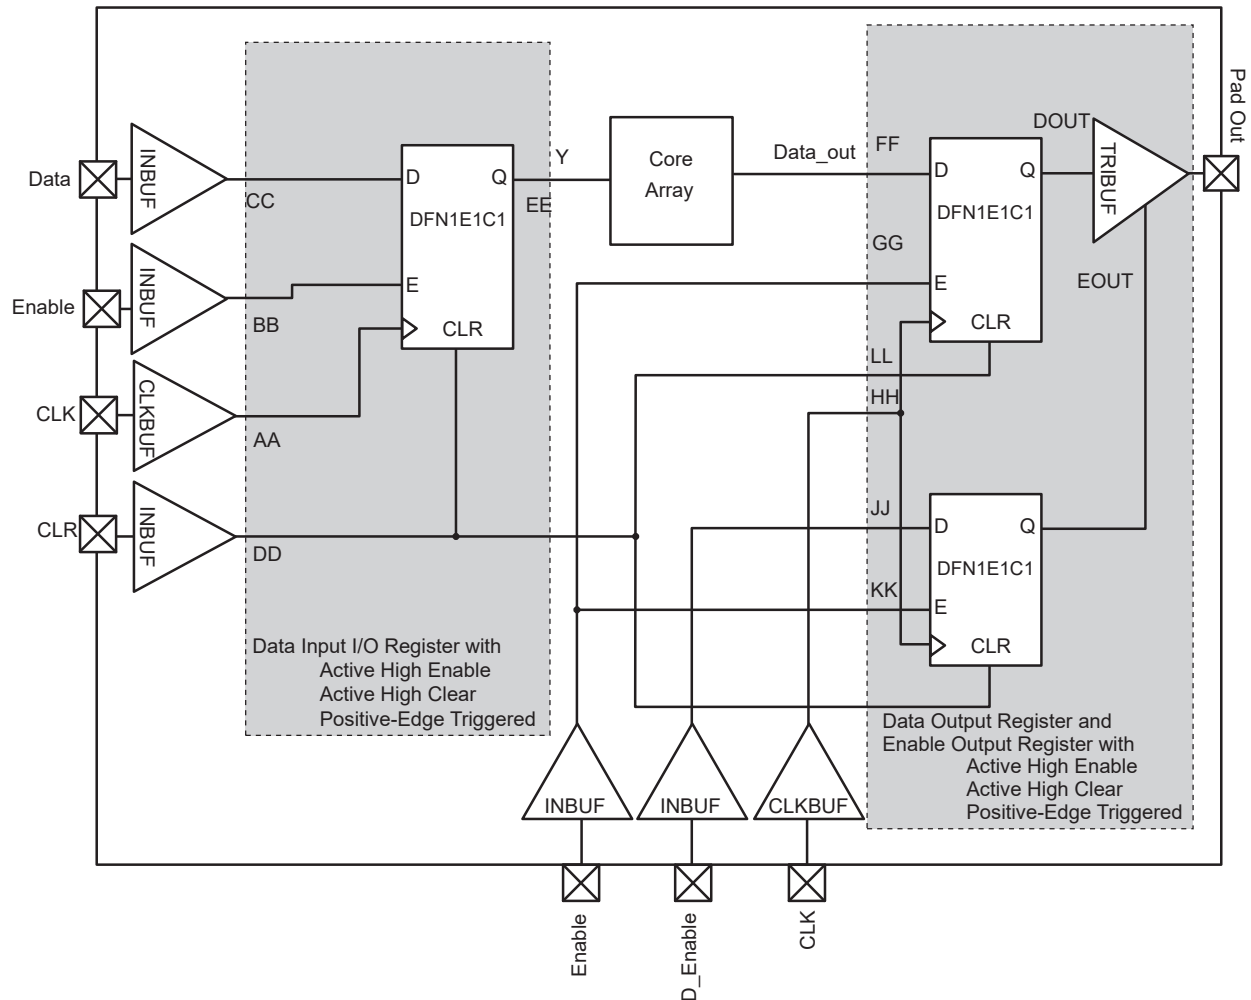 Data
INBUF
CC
Enable
INBUF
BB
CLK
CLKBUF
AA
CLR
INBUF
DD
D
Q
DFN1E1C1
E
CLR
Y
EE
Data Input I/O Register with
Active High Enable
Active High Clear
Positive-Edge Triggered
Core
Array
Data_out
FF
GG
D
Q
DFN1E1C1
E
CLR
LL
HH
DOUT
TRIBUF
EOUT
Pad Out
JJ
D
Q
DFN1E1C1
KK
E
CLR
Data Output Register and
Enable Output Register with
Active High Enable
Active High Clear
Positive-Edge Triggered
INBUF
INBUF
CLKBUF
Enable
D_Enable
CLK